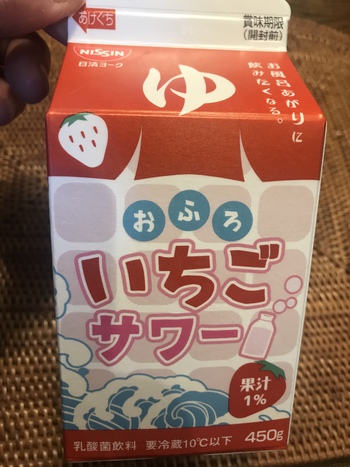 あけくち
賞味期限
(開封前)
NISSIN
日清ヨーク
ゆ
お風呂あがりに
飲みたくなる。
おふろ
いちご
サワー
果汁
1%
乳酸菌飲料 要冷蔵10℃以下 450g